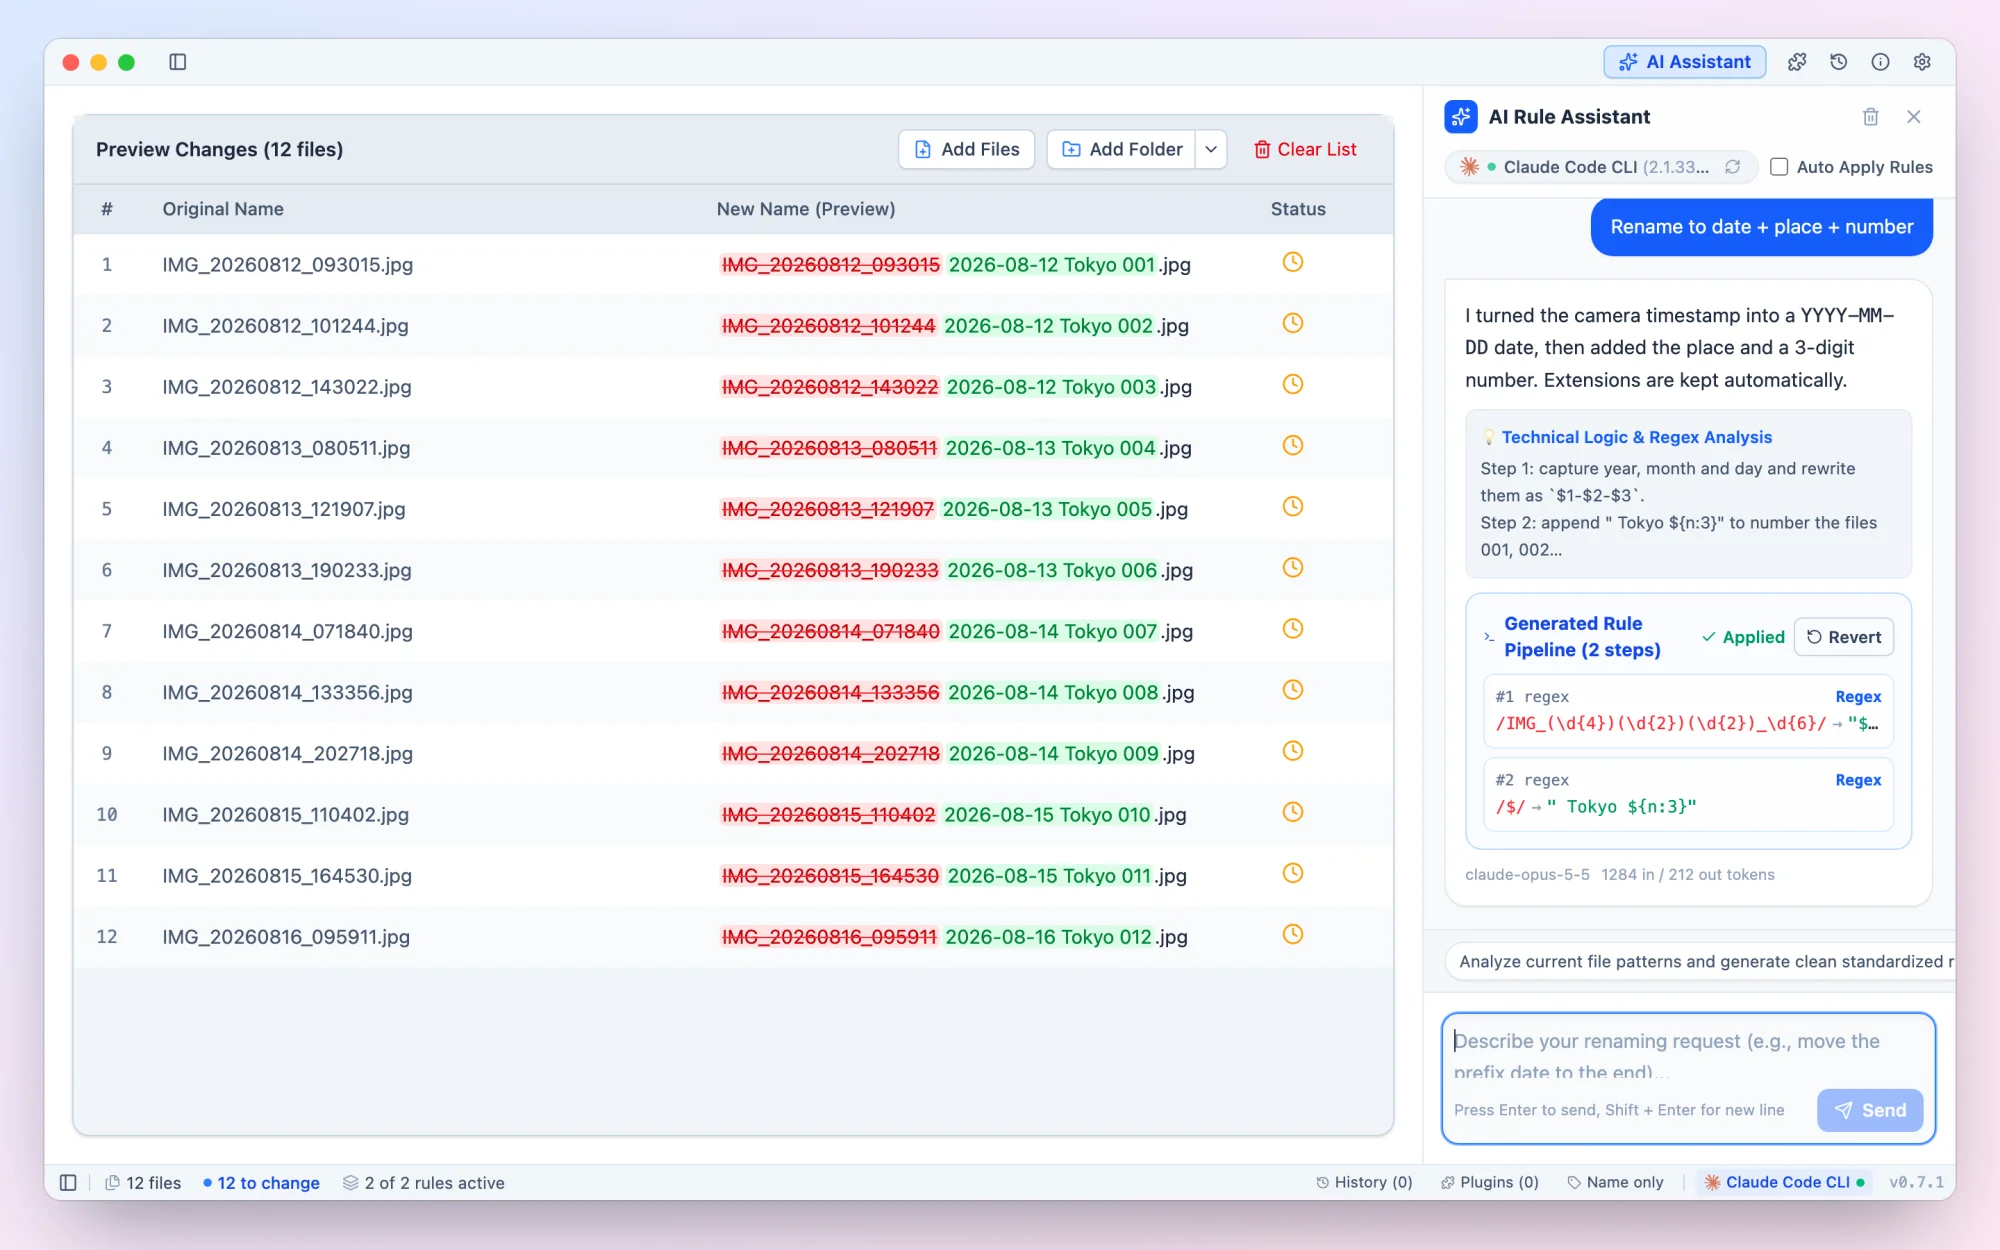 AI Assistant
Preview Changes (12 files)
Add Files
Add Folder
Clear List
# Original Name New Name (Preview) Status
1 IMG_20260812_093015.jpg IMG_20260812_093015 2026-08-12 Tokyo 001.jpg
2 IMG_20260812_101244.jpg IMG_20260812_101244 2026-08-12 Tokyo 002.jpg
3 IMG_20260812_143022.jpg IMG_20260812_143022 2026-08-12 Tokyo 003.jpg
4 IMG_20260813_080511.jpg IMG_20260813_080511 2026-08-13 Tokyo 004.jpg
5 IMG_20260813_121907.jpg IMG_20260813_121907 2026-08-13 Tokyo 005.jpg
6 IMG_20260813_190233.jpg IMG_20260813_190233 2026-08-13 Tokyo 006.jpg
7 IMG_20260814_071840.jpg IMG_20260814_071840 2026-08-14 Tokyo 007.jpg
8 IMG_20260814_133356.jpg IMG_20260814_133356 2026-08-14 Tokyo 008.jpg
9 IMG_20260814_202718.jpg IMG_20260814_202718 2026-08-14 Tokyo 009.jpg
10 IMG_20260815_110402.jpg IMG_20260815_110402 2026-08-15 Tokyo 010.jpg
11 IMG_20260815_164530.jpg IMG_20260815_164530 2026-08-15 Tokyo 011.jpg
12 IMG_20260816_095911.jpg IMG_20260816_095911 2026-08-16 Tokyo 012.jpg
AI Rule Assistant
Claude Code CLI (2.1.33...
Auto Apply Rules
Rename to date + place + number
I turned the camera timestamp into a YYYY-MM-
DD date, then added the place and a 3-digit
number. Extensions are kept automatically.
Technical Logic & Regex Analysis
Step 1: capture year, month and day and rewrite
them as `$1-$2-$3`.
Step 2: append " Tokyo ${n:3}" to number the files
001, 002...
Generated Rule
Pipeline (2 steps)
Applied
Revert
#1 regex Regex
/IMG_(\d{4})(\d{2})(\d{2})_\d{6}/ → "$…
#2 regex Regex
/$/ → " Tokyo ${n:3}"
claude-opus-5-5 1284 in / 212 out tokens
Analyze current file patterns and generate clean standardized r
Describe your renaming request (e.g., move the
prefix date to the end)...
Press Enter to send, Shift + Enter for new line
Send
12 files 12 to change 2 of 2 rules active History (0) Plugins (0) Name only Claude Code CLI v0.7.1